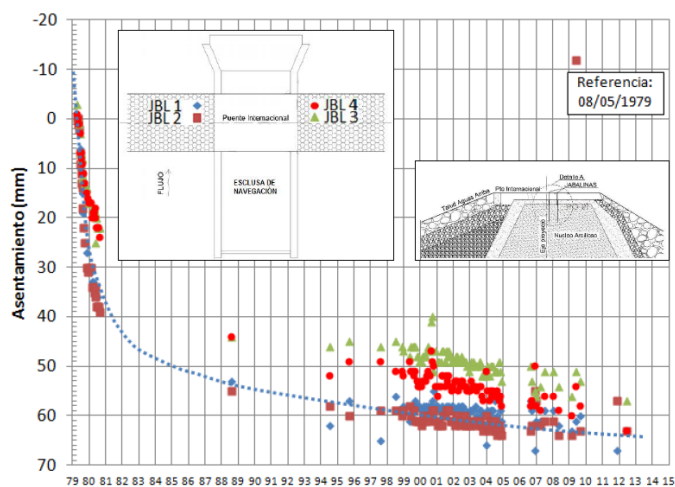 -20
-10
0
10
20
30
40
50
60
70
Asentamiento (mm)
JBL 1
JBL 2
Puente Internacional
JBL 4
JBL 3
FLUJO
ESCLUSA DE
NAVEGACIÓN
Referencia:
08/05/1979
Talud Aguas Arriba
Pto Internacional
Detalle A
JABALINAS
Eje proyecto
Nucleo Arcilloso
79 80 81 82 83 84 85 86 87 88 89 90 91 92 93 94 95 96 97 98 99 00 01 02 03 04 05 06 07 08 09 10 11 12 13 14 15